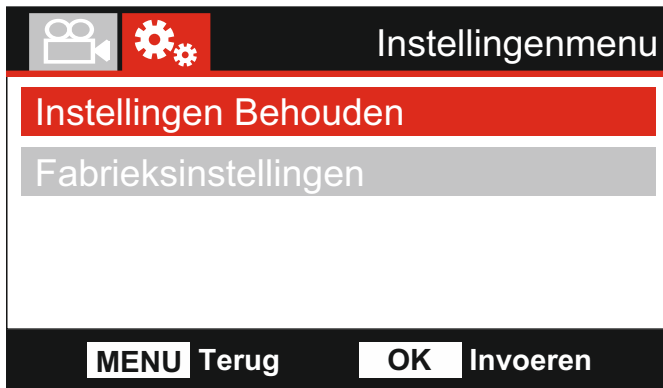 Instellingenmenu
Instellingen Behouden
Fabrieksinstellingen
MENU Terug OK Invoeren